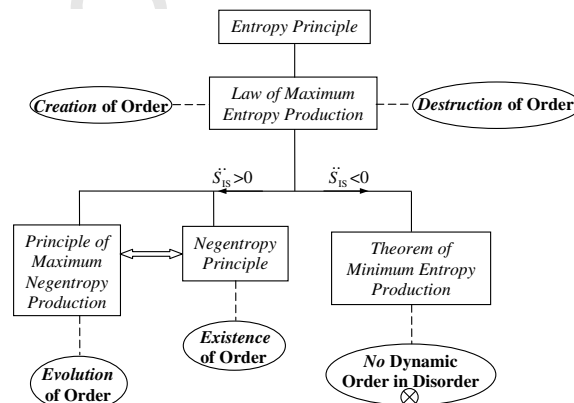 Entropy Principle
Law of Maximum
Entropy Production
Creation of Order
Destruction of Order
S̈_IS>0
S̈_IS<0
Principle of
Maximum
Negentropy
Production
Negentropy
Principle
Theorem of
Minimum Entropy
Production
Existence
of Order
Evolution
of Order
No Dynamic
Order in Disorder